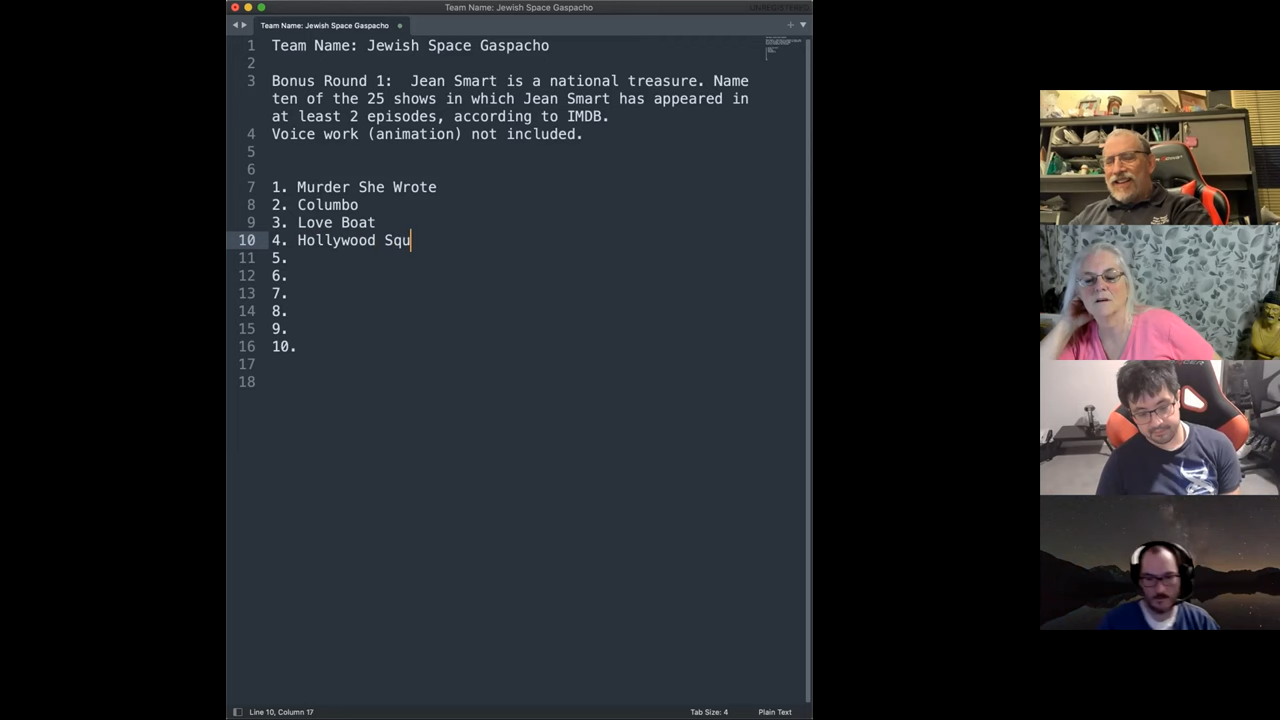 Team Name: Jewish Space Gaspacho
UNREGISTERED
Team Name: Jewish Space Gaspacho
1 Team Name: Jewish Space Gaspacho
2
3 Bonus Round 1:  Jean Smart is a national treasure. Name
ten of the 25 shows in which Jean Smart has appeared in
at least 2 episodes, according to IMDB.
4 Voice work (animation) not included.
5
6
7 1. Murder She Wrote
8 2. Columbo
9 3. Love Boat
10 4. Hollywood Squ
11 5.
12 6.
13 7.
14 8.
15 9.
16 10.
17
18
Line 10, Column 17
Tab Size: 4
Plain Text